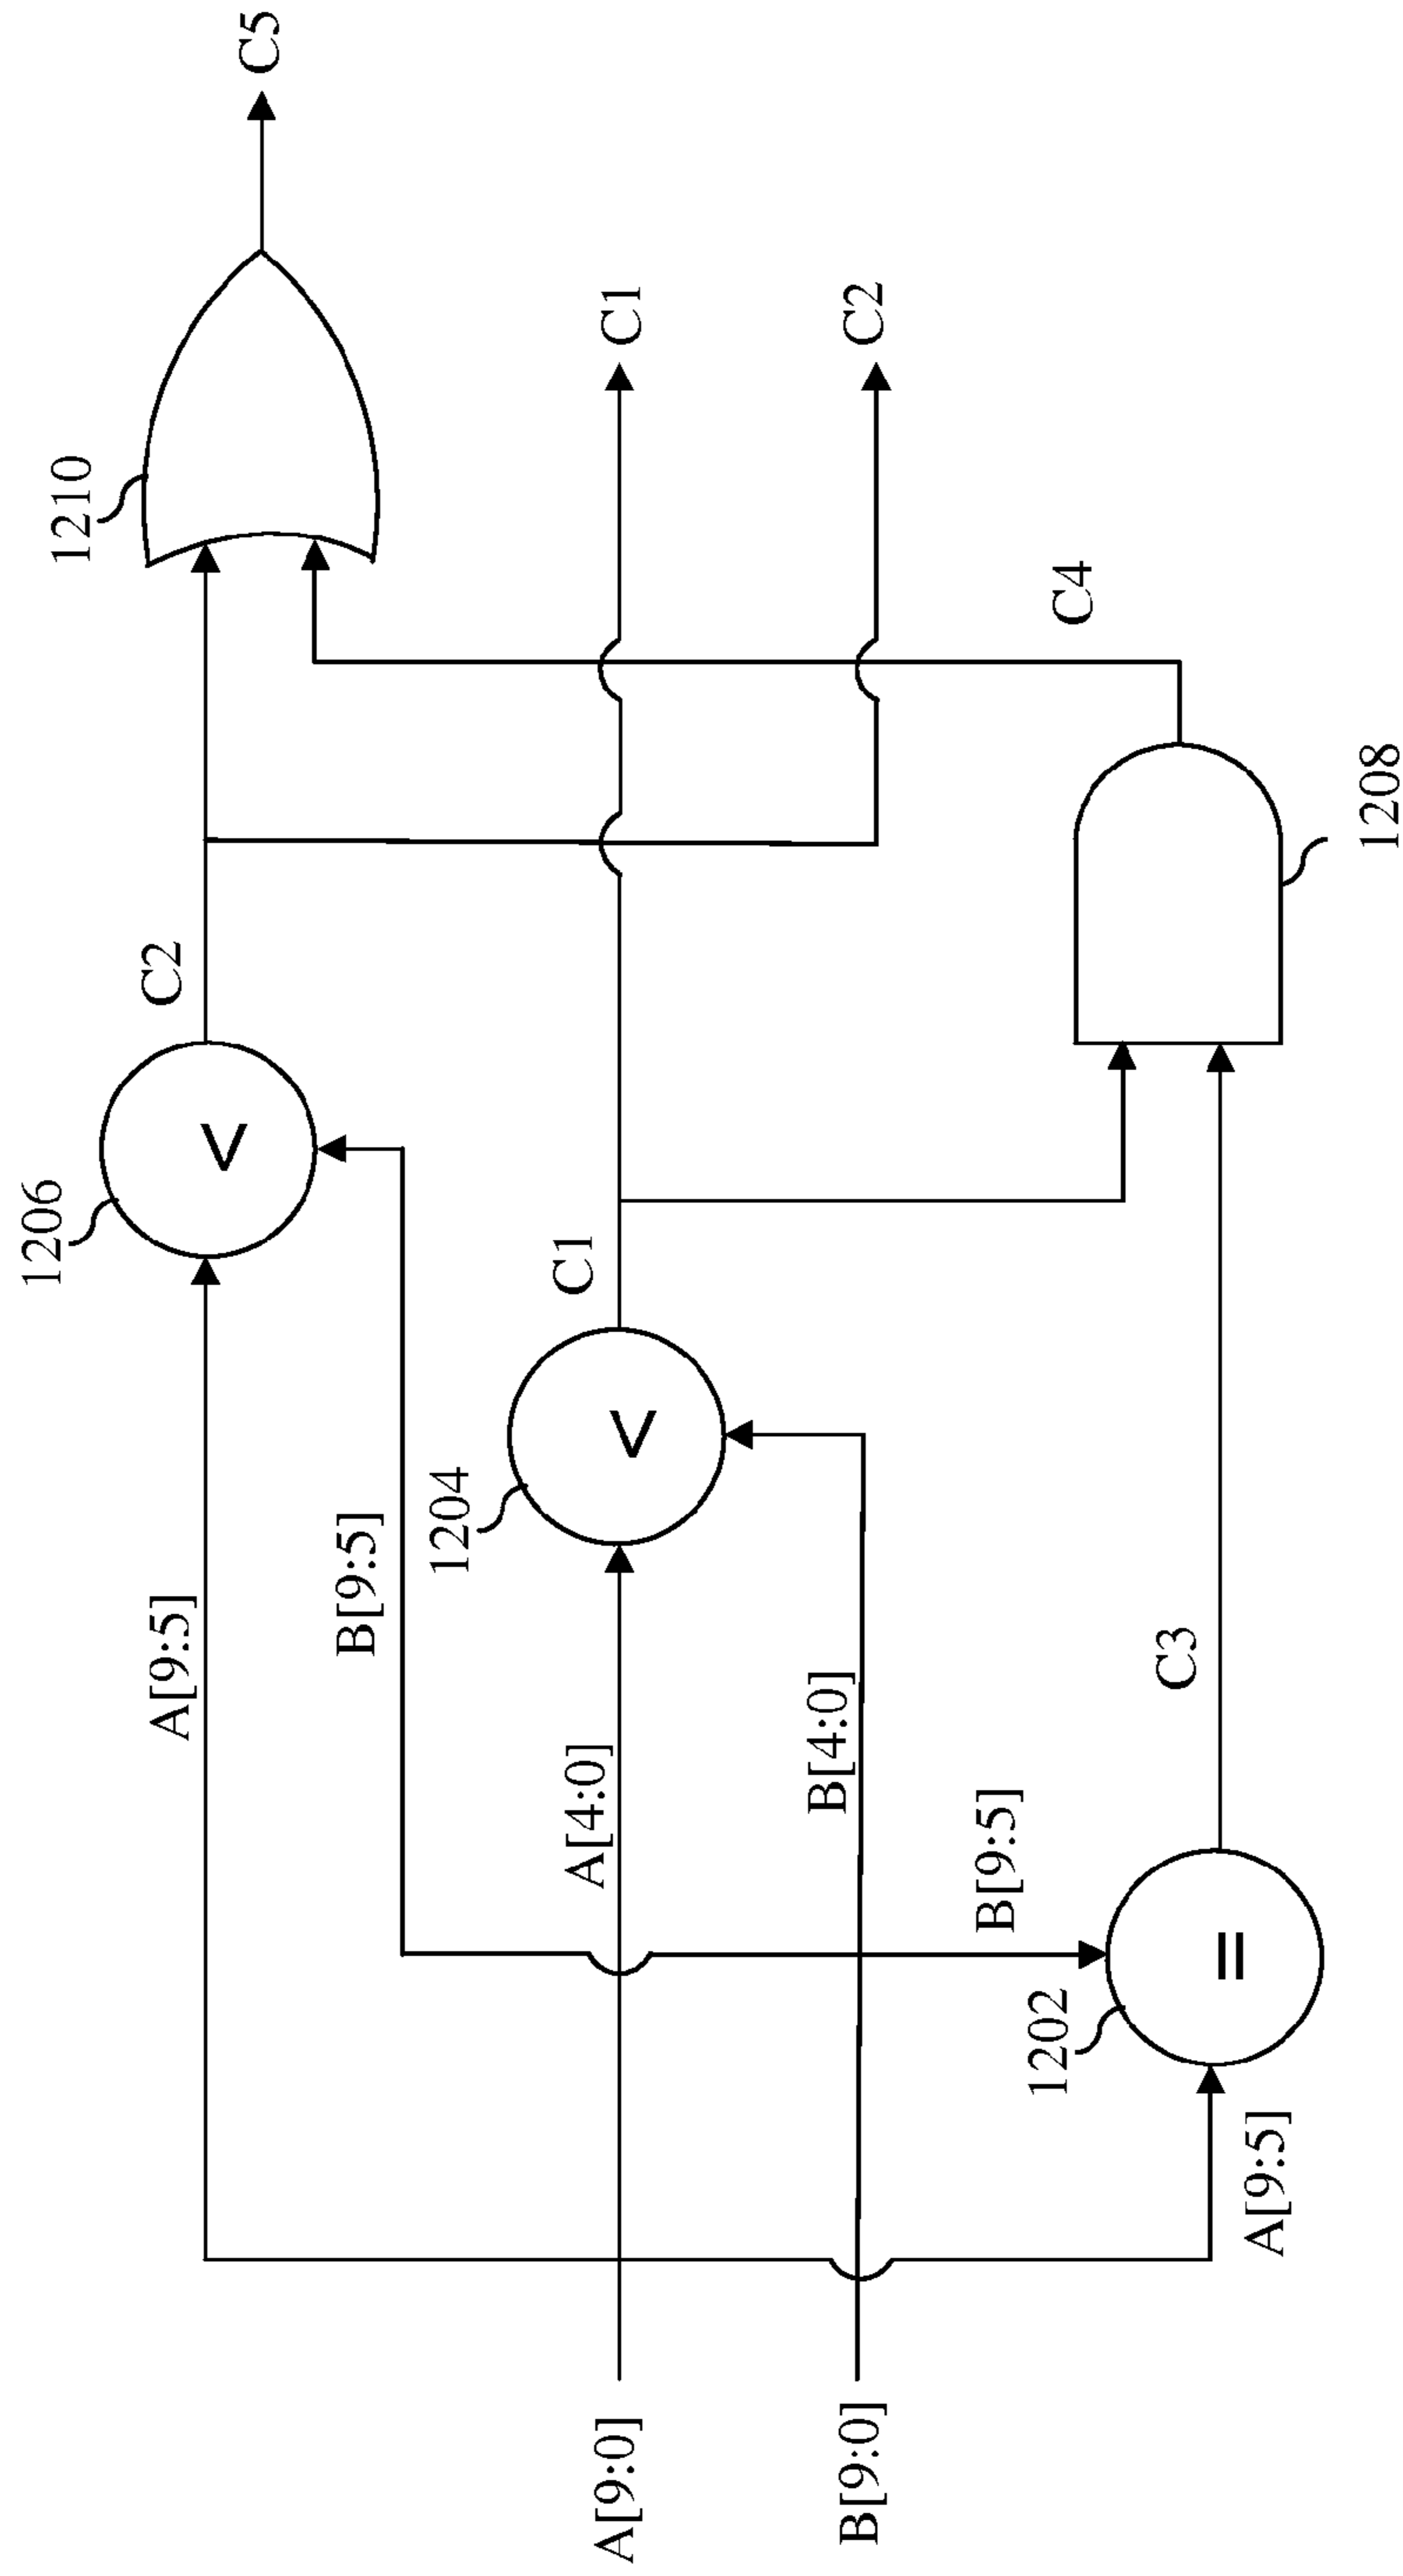 1206
1210
A[9:5]
C2
<
C5
B[9:5]
1204
A[9:0]
A[4:0]
<
C1
C1
B[9:0]
B[4:0]
C2
B[9:5]
1202
C4
C3
=
A[9:5]
1208